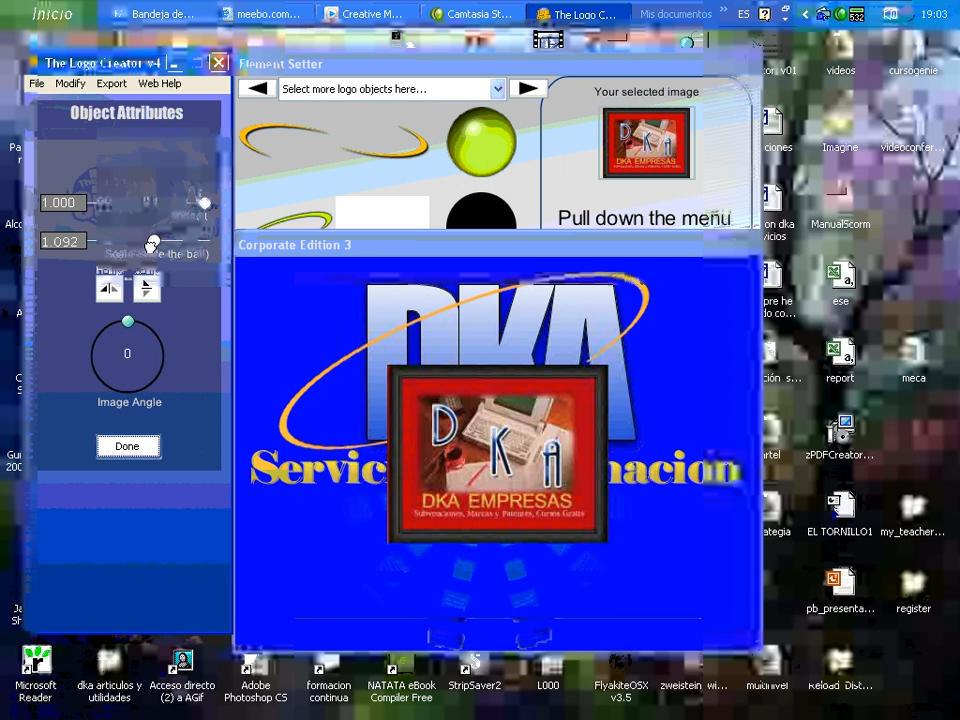 Inicio
Bandeja de...
meebo.com...
Creative M...
Camtasia St...
The Logo C...
Mis documentos
»
ES
532
19:03
The Logo Creator v4
File Modify Export Web Help
Object Attributes
1.000
1.092
0
Image Angle
Done
Element Setter
Select more logo objects here...
Your selected image
DKA EMPRESAS
Pull down the menu
Corporate Edition 3
DKA
DKA
DKA EMPRESAS
Subvenciones, Marcas y Patentes, Cursos Gratis
videos
cursogenie
Imagine
videoconfer...
ManualScorm
ese
report
meca
zPDFCreator...
EL TORNILLO1
my_teacher...
pb_presenta...
register
Microsoft Reader
dka articulos y utilidades
Acceso directo (2) a AGif
Adobe Photoshop CS
formacion continua
NATATA eBook Compiler Free
StripSaver2
L000
FlyakiteOSX v3.5
zweistein_wi...
multinivel
Reload_Dist...